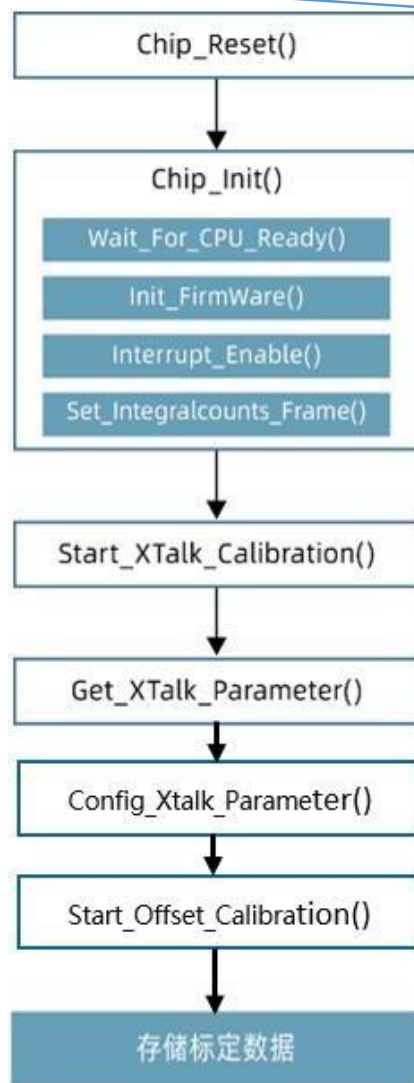 Chip_Reset()
Chip_Init()
Wait_For_CPU_Ready()
Init_FirmWare()
Interrupt_Enable()
Set_Integralcounts_Frame()
Start_XTalk_Calibration()
Get_XTalk_Parameter()
Config_Xtalk_Parameter()
Start_Offset_Calibration()
存储标定数据